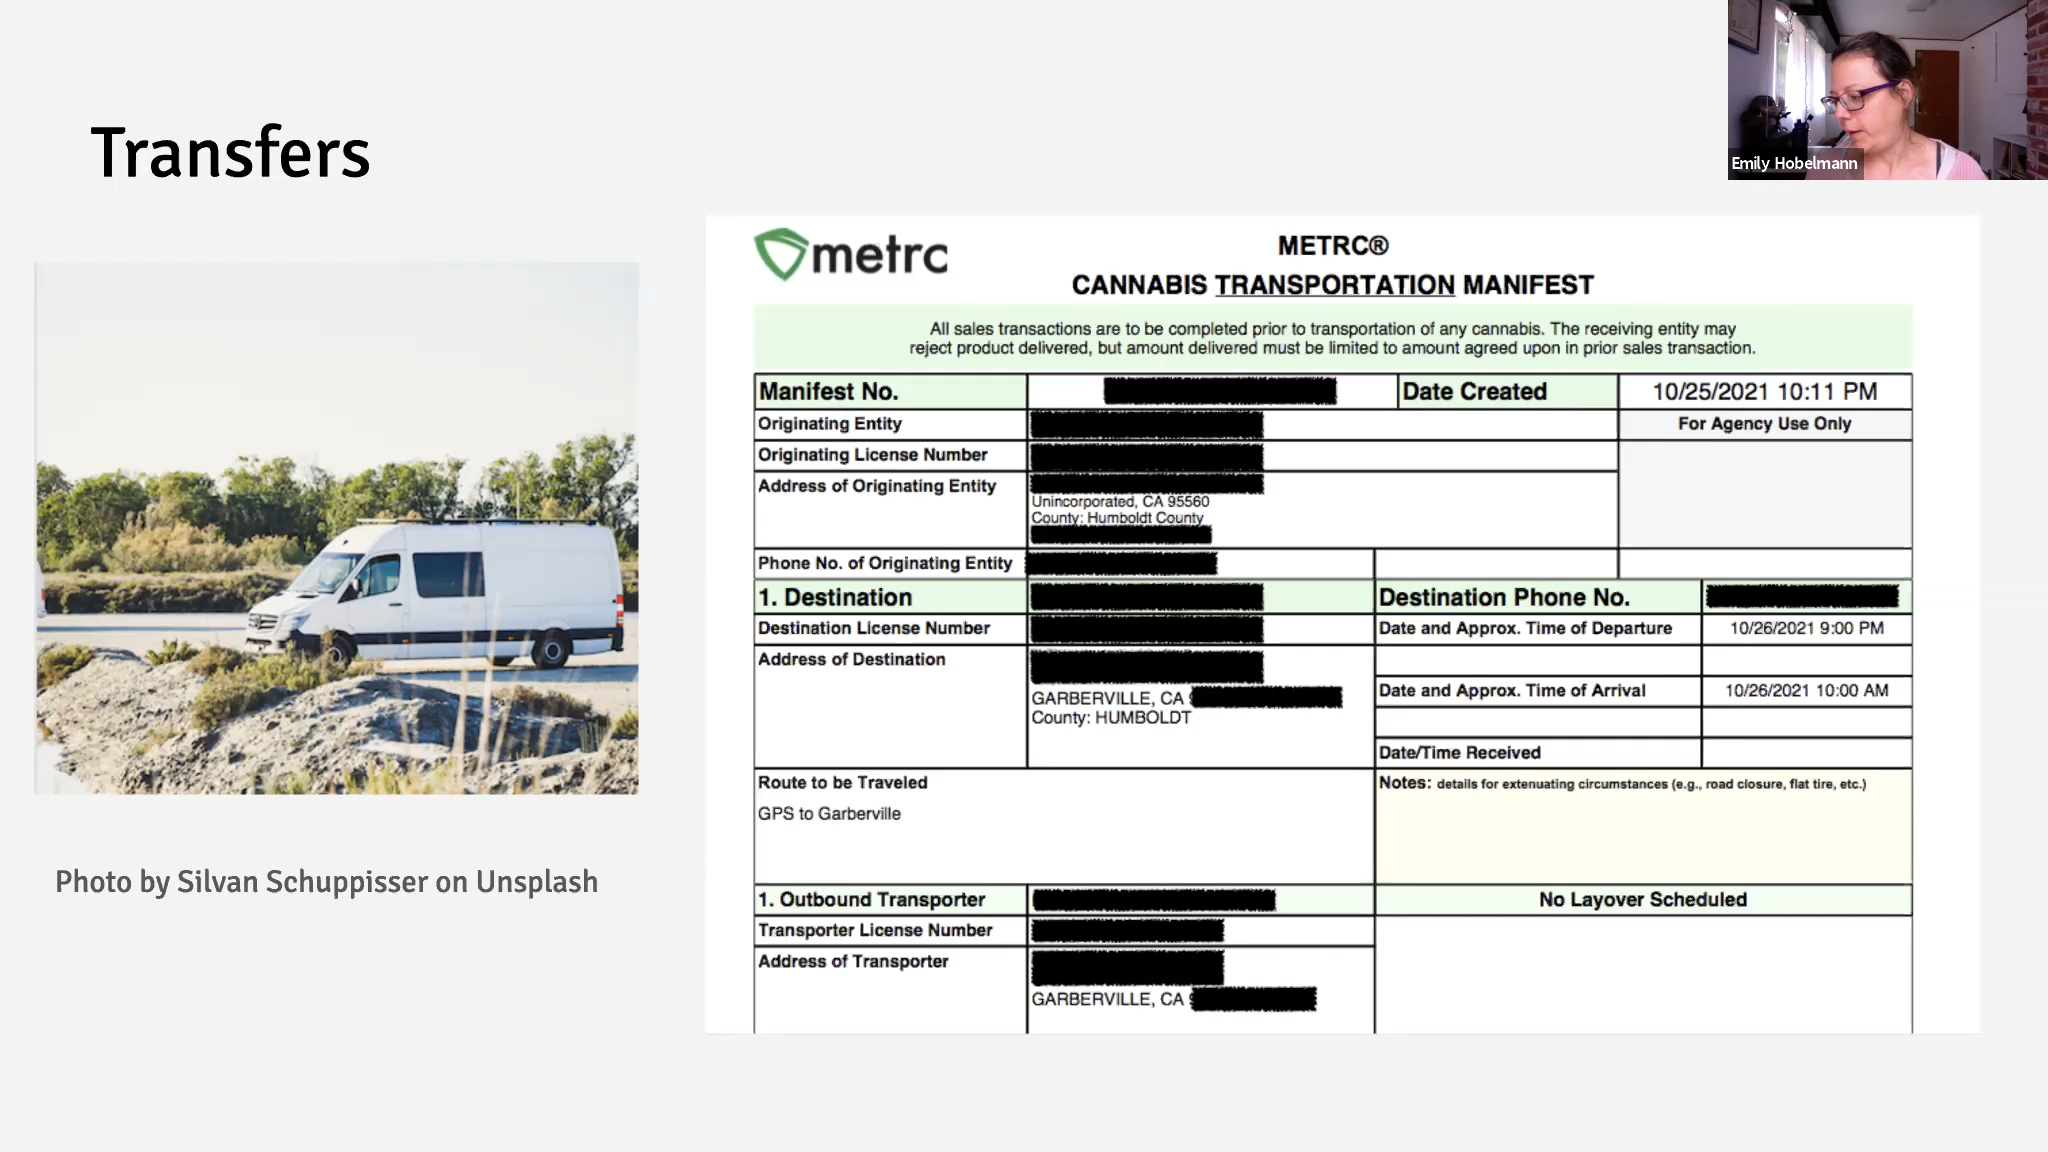 Transfers
Emily Hobelmann
metrc
METRC®
CANNABIS TRANSPORTATION MANIFEST
All sales transactions are to be completed prior to transportation of any cannabis. The receiving entity may
reject product delivered, but amount delivered must be limited to amount agreed upon in prior sales transaction.
Manifest No.
Date Created
10/25/2021 10:11 PM
Originating Entity
For Agency Use Only
Originating License Number
Address of Originating Entity
Unincorporated, CA 95560
County: Humboldt County
Phone No. of Originating Entity
1. Destination
Destination Phone No.
Destination License Number
Date and Approx. Time of Departure
10/26/2021 9:00 PM
Address of Destination
GARBERVILLE, CA
County: HUMBOLDT
Date and Approx. Time of Arrival
10/26/2021 10:00 AM
Date/Time Received
Route to be Traveled
GPS to Garberville
Notes: details for extenuating circumstances (e.g., road closure, flat tire, etc.)
1. Outbound Transporter
No Layover Scheduled
Transporter License Number
Address of Transporter
GARBERVILLE, CA
Photo by Silvan Schuppisser on Unsplash